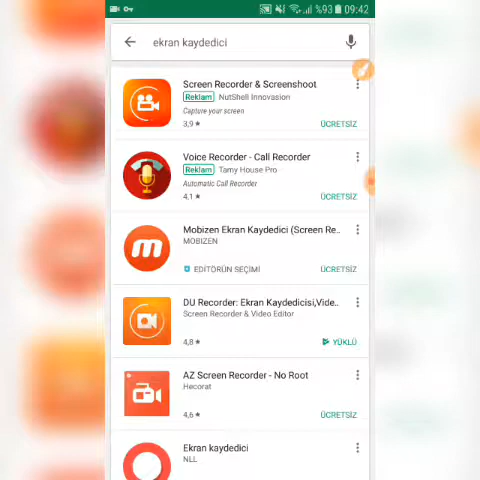 %93 09:42
ekran kaydedici
Screen Recorder & Screenshoot
Reklam NutShell Innovasion
Capture your screen
3,9 ★ ÜCRETSİZ
Voice Recorder - Call Recorder
Reklam Tamy House Pro
Automatic Call Recorder
4,1 ★ ÜCRETSİZ
Mobizen Ekran Kaydedici (Screen Re..
MOBIZEN
EDİTÖRÜN SEÇİMİ ÜCRETSİZ
DU Recorder: Ekran Kaydedicisi,Vide..
Screen Recorder & Video Editor
4,8 ★ YÜKLÜ
AZ Screen Recorder - No Root
Hecorat
4,6 ★ ÜCRETSİZ
Ekran kaydedici
NLL